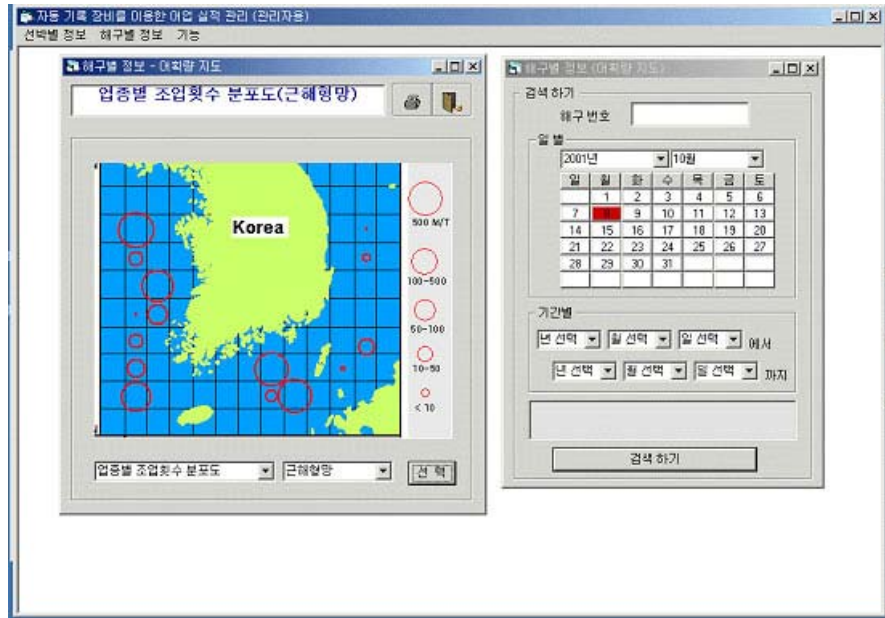 자동 기록 장비를 이용한 어업 실적 관리 (관리자용)
선박별 정보 해구별 정보 기능
해구별 정보 - 어획량 지도
업종별 조업횟수 분포도(근해형망)
Korea
500 M/T
100-500
50-100
10-50
< 10
업종별 조업횟수 분포도 근해형망 선 택
해구별 정보 (어획량 지도)
검색 하기
해구 번호
일 별
2001년 10월
일 월 화 수 목 금 토
1 2 3 4 5 6
7 8 9 10 11 12 13
14 15 16 17 18 19 20
21 22 23 24 25 26 27
28 29 30 31
기간별
년 선택 월 선택 일 선택 에서
년 선택 월 선택 일 선택 까지
검색 하기